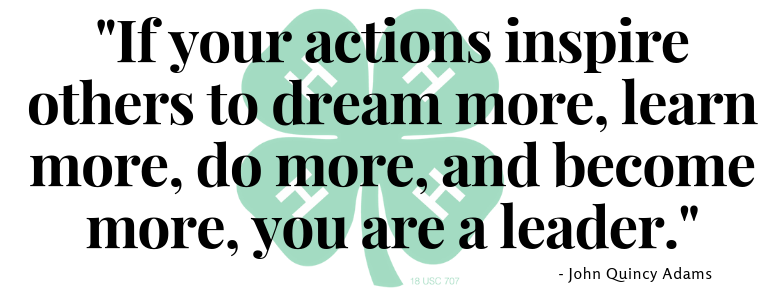 "If your actions inspire
others to dream more, learn
more, do more, and become
more, you are a leader."
- John Quincy Adams
H H
H H
18 USC 707